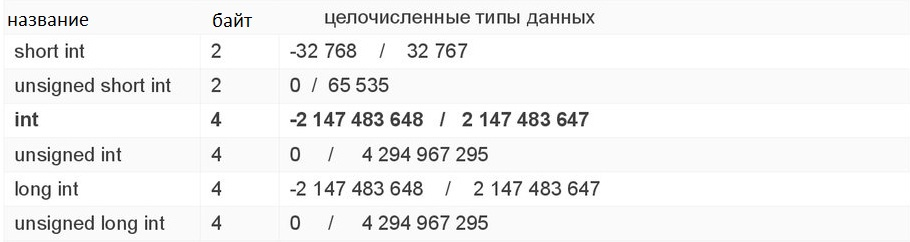 название байт целочисленные типы данных
short int 2 -32 768 / 32 767
unsigned short int 2 0 / 65 535
int 4 -2 147 483 648 / 2 147 483 647
unsigned int 4 0 / 4 294 967 295
long int 4 -2 147 483 648 / 2 147 483 647
unsigned long int 4 0 / 4 294 967 295